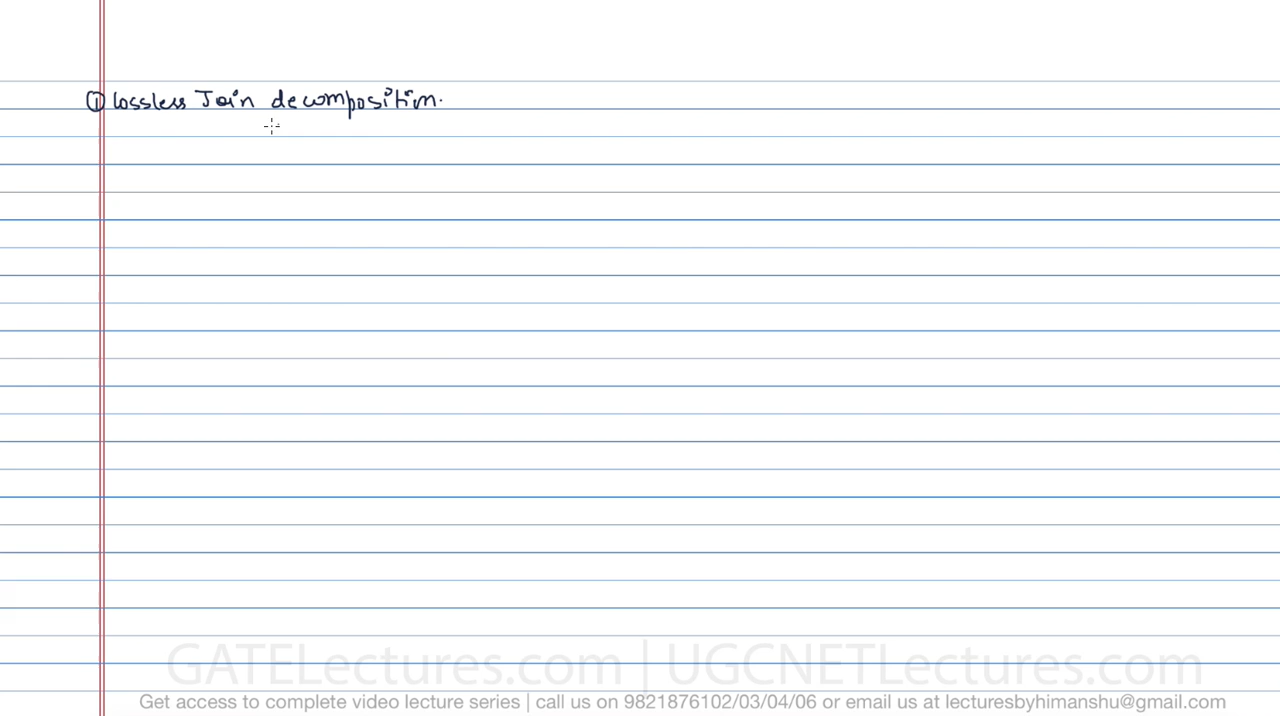 ① lossless Join decomposition.
GATELectures.com | UGCNETLectures.com
Get access to complete video lecture series | call us on 9821876102/03/04/06 or email us at lecturesbyhimanshu@gmail.com